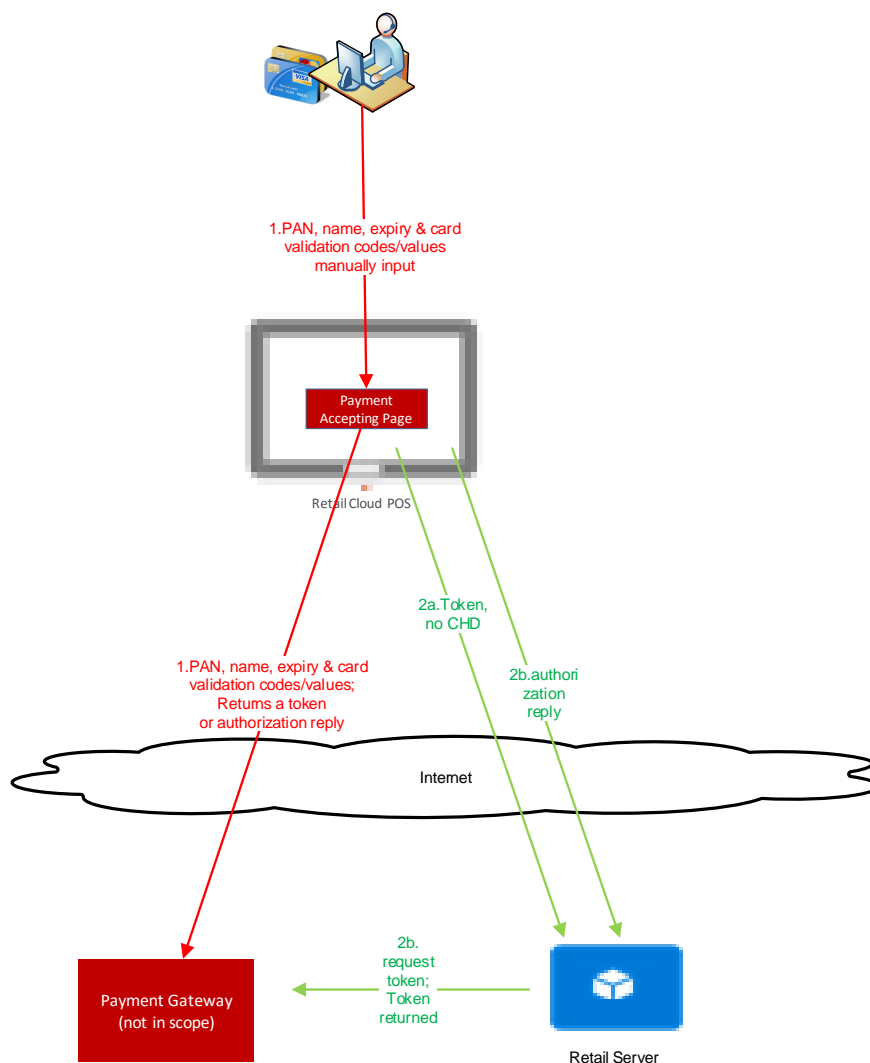 VISA
1.PAN, name, expiry & card
validation codes/values
manually input
Payment
Accepting Page
Retail Cloud POS
2a.Token,
no CHD
1.PAN, name, expiry & card
validation codes/values;
Returns a token
or authorization reply
2b.authori
zation
reply
Internet
2b.
request
token;
Token
returned
Payment Gateway
(not in scope)
Retail Server